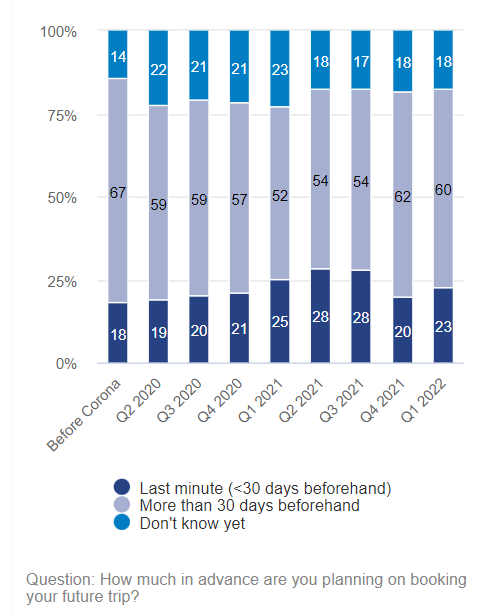 100%
75%
50%
25%
0%
14 22 21 21 23 18 17 18 18
67 59 59 57 52 54 54 62 60
18 19 20 21 25 28 28 20 23
Before Corona
Q2 2020
Q3 2020
Q4 2020
Q1 2021
Q2 2021
Q3 2021
Q4 2021
Q1 2022
Last minute (<30 days beforehand)
More than 30 days beforehand
Don't know yet
Question: How much in advance are you planning on booking
your future trip?